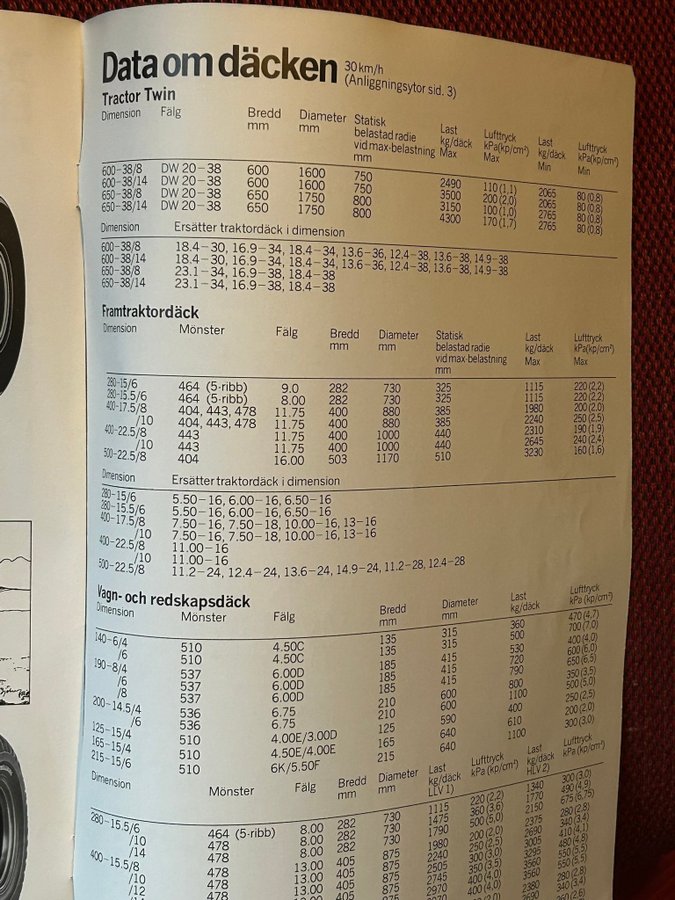 Data om däcken 30 km/h
(Anliggningsytor sid. 3)
Tractor Twin
Dimension Fälg Bredd mm Diameter mm Statisk belastad radie vid max-belastning mm Last kg/däck Max Lufttryck kPa(kp/cm²) Max Last kg/däck Min Lufttryck kPa(kp/cm²) Min
600-38/8 DW 20-38 600 1600 750 2490 110 (1,1) 2065 80 (0,8)
600-38/14 DW 20-38 600 1600 750 3500 200 (2,0) 2065 80 (0,8)
650-38/8 DW 20-38 650 1750 800 3150 100 (1,0) 2765 80 (0,8)
650-38/14 DW 20-38 650 1750 800 4300 170 (1,7) 2765 80 (0,8)
Dimension Ersätter traktordäck i dimension
600-38/8 18.4-30, 16.9-34, 18.4-34, 13.6-36, 12.4-38, 13.6-38, 14.9-38
600-38/14 18.4-30, 16.9-34, 18.4-34, 13.6-36, 12.4-38, 13.6-38, 14.9-38
650-38/8 23.1-34, 16.9-38, 18.4-38
650-38/14 23.1-34, 16.9-38, 18.4-38
Framtraktordäck
Dimension Mönster Fälg Bredd mm Diameter mm Statisk belastad radie vid max-belastning mm Last kg/däck Max Lufttryck kPa(kp/cm²) Max
280-15/6 464 (5-ribb) 9.0 282 730 325 1115 220 (2,2)
280-15.5/6 464 (5-ribb) 8.00 282 730 325 1115 220 (2,2)
400-17.5/8 404, 443, 478 11.75 400 880 385 1980 200 (2,0)
/10 404, 443, 478 11.75 400 880 385 2240 250 (2,5)
400-22.5/8 443 11.75 400 1000 440 2310 190 (1,9)
/10 443 11.75 400 1000 440 2645 240 (2,4)
500-22.5/8 404 16.00 503 1170 510 3230 160 (1,6)
Dimension Ersätter traktordäck i dimension
280-15/6 5.50-16, 6.00-16, 6.50-16
280-15.5/6 5.50-16, 6.00-16, 6.50-16
400-17.5/8 7.50-16, 7.50-18, 10.00-16, 13-16
/10 7.50-16, 7.50-18, 10.00-16, 13-16
400-22.5/8 11.00-16
/10 11.00-16
500-22.5/8 11.2-24, 12.4-24, 13.6-24, 14.9-24, 11.2-28, 12.4-28
Vagn- och redskapsdäck
Dimension Mönster Fälg Bredd mm Diameter mm Last kg/däck Lufttryck kPa (kp/cm²)
140-6/4 510 4.50C 135 315 360 470 (4,7)
/6 510 4.50C 135 315 500 700 (7,0)
190-8/4 537 6.00D 185 415 530 400 (4,0)
/6 537 6.00D 185 415 720 600 (6,0)
/8 537 6.00D 185 415 790 650 (6,5)
200-14.5/4 536 6.75 210 600 800 350 (3,5)
/6 536 6.75 210 600 1100 500 (5,0)
125-15/4 510 4.00E/3.00D 125 590 400 250 (2,5)
165-15/4 510 4.50E/4.00E 165 640 610 200 (2,0)
215-15/6 510 6K/5.50F 215 640 1100 300 (3,0)
Dimension Mönster Fälg Bredd mm Diameter mm Last kg/däck LLV 1) Lufttryck kPa (kp/cm²) Last kg/däck HLV 2) Lufttryck kPa (kp/cm²)
280-15.5/6 464 (5-ribb) 8.00 282 730 1115 220 (2,2) 1340 300 (3,0)
/10 478 8.00 282 730 1475 360 (3,6) 1770 490 (4,9)
/14 478 8.00 282 730 1790 500 (5,0) 2150 675 (6,75)
400-15.5/8 478 13.00 405 875 1980 200 (2,0) 2375 280 (2,8)
/10 478 13.00 405 875 2240 250 (2,5) 2690 340 (3,4)
/12 478 13.00 405 875 2505 300 (3,0) 3005 410 (4,1)